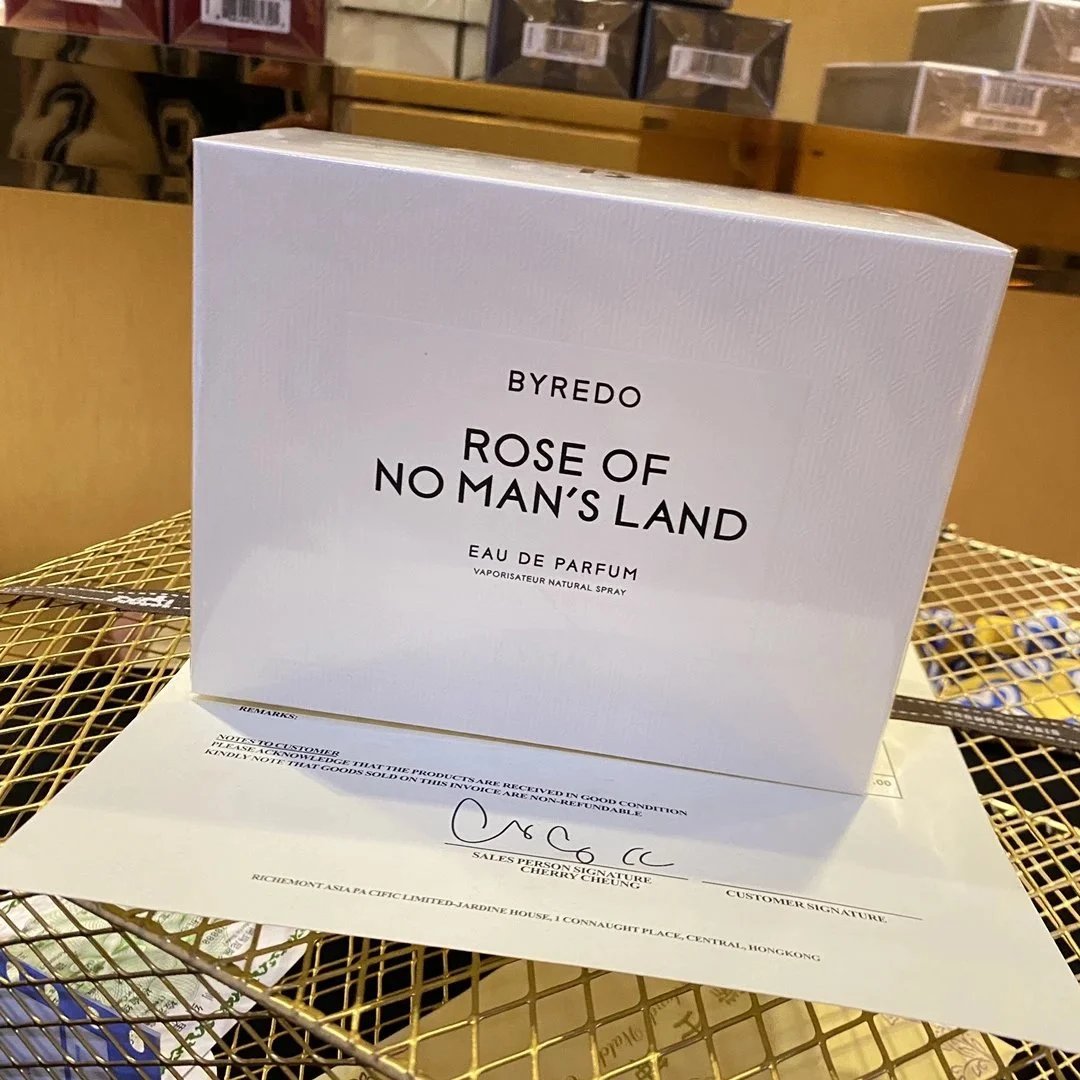 BYREDO
ROSE OF
NO MAN'S LAND
EAU DE PARFUM
VAPORISATEUR NATURAL SPRAY
.00
REMARKS:
NOTES TO CUSTOMER
PLEASE ACKNOWLEDGE THAT THE PRODUCTS ARE RECEIVED IN GOOD CONDITION
KINDLY NOTE THAT GOODS SOLD ON THIS INVOICE ARE NON-REFUNDABLE
SALES PERSON SIGNATURE
CHERRY CHEUNG
CUSTOMER SIGNATURE
RICHEMONT ASIA PA CIFIC LIMITED-JARDINE HOUSE, 1 CONNAUGHT PLACE, CENTRAL, HONGKONG